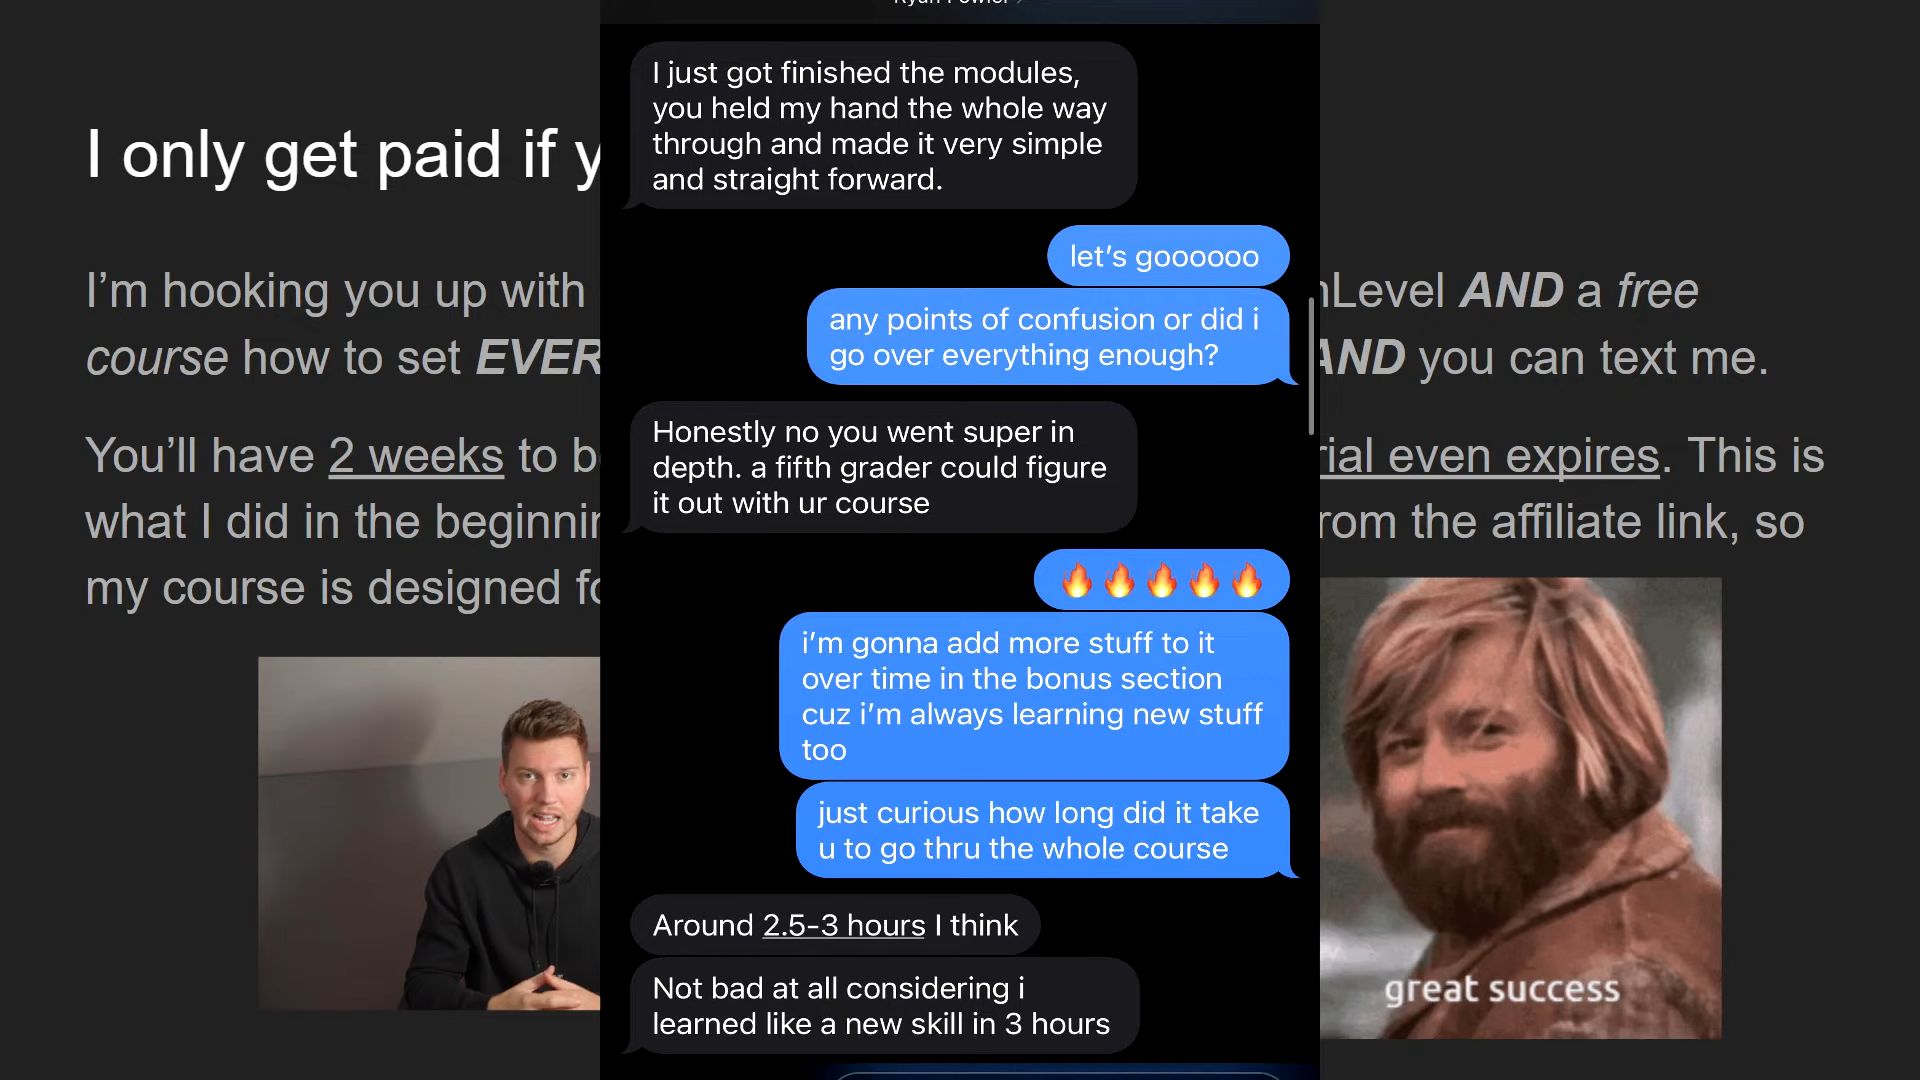 I only get paid if y
I'm hooking you up with
nLevel AND a free
course how to set EVER
AND you can text me.
You'll have 2 weeks to b
rial even expires. This is
what I did in the beginnin
rom the affiliate link, so
my course is designed fo
I just got finished the modules,
you held my hand the whole way
through and made it very simple
and straight forward.
let's goooooo
any points of confusion or did i
go over everything enough?
Honestly no you went super in
depth. a fifth grader could figure
it out with ur course
🔥🔥🔥🔥🔥
i'm gonna add more stuff to it
over time in the bonus section
cuz i'm always learning new stuff
too
just curious how long did it take
u to go thru the whole course
Around 2.5-3 hours I think
Not bad at all considering i
learned like a new skill in 3 hours
great success